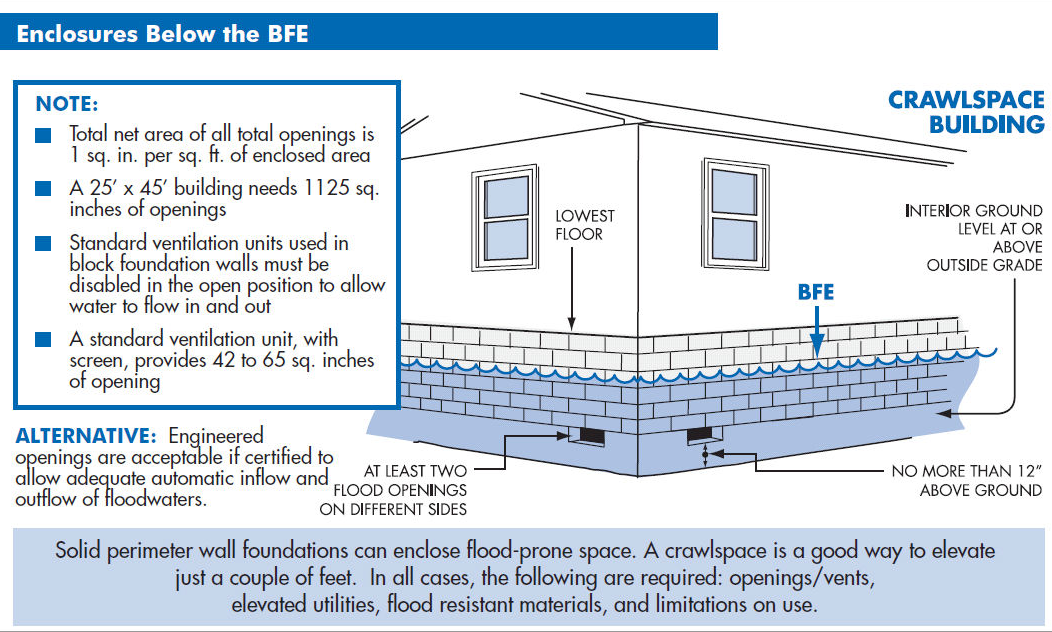 Enclosures Below the BFE
NOTE:
Total net area of all total openings is
1 sq. in. per sq. ft. of enclosed area
A 25’ x 45’ building needs 1125 sq.
inches of openings
Standard ventilation units used in
block foundation walls must be
disabled in the open position to allow
water to flow in and out
A standard ventilation unit, with
screen, provides 42 to 65 sq. inches
of opening
ALTERNATIVE: Engineered
openings are acceptable if certified to
allow adequate automatic inflow and
outflow of floodwaters.
CRAWLSPACE
BUILDING
LOWEST
FLOOR
INTERIOR GROUND
LEVEL AT OR
ABOVE
OUTSIDE GRADE
BFE
AT LEAST TWO
FLOOD OPENINGS
ON DIFFERENT SIDES
NO MORE THAN 12”
ABOVE GROUND
Solid perimeter wall foundations can enclose flood-prone space. A crawlspace is a good way to elevate
just a couple of feet. In all cases, the following are required: openings/vents,
elevated utilities, flood resistant materials, and limitations on use.